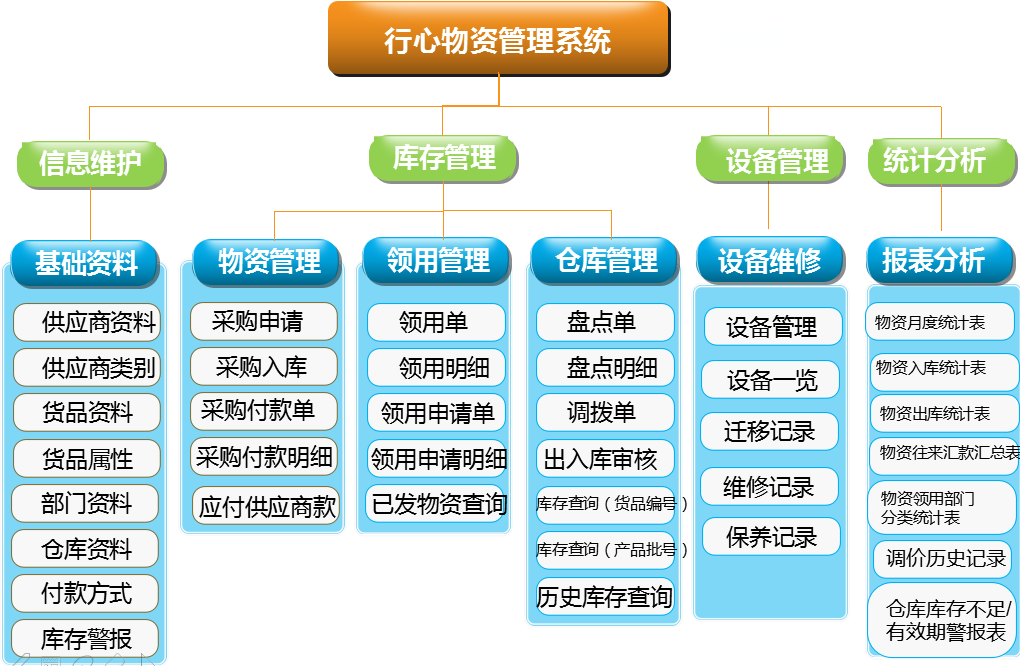 行心物资管理系统
信息维护
库存管理
设备管理
统计分析
基础资料
供应商资料
供应商类别
货品资料
货品属性
部门资料
仓库资料
付款方式
库存警报
物资管理
采购申请
采购入库
采购付款单
采购付款明细
应付供应商款
领用管理
领用单
领用明细
领用申请单
领用申请明细
已发物资查询
仓库管理
盘点单
盘点明细
调拨单
出入库审核
库存查询（货品编号）
库存查询（产品批号）
历史库存查询
设备维修
设备管理
设备一览
迁移记录
维修记录
保养记录
报表分析
物资月度统计表
物资入库统计表
物资出库统计表
物资往来汇款汇总表
物资领用部门
分类统计表
调价历史记录
仓库库存不足/
有效期警报表